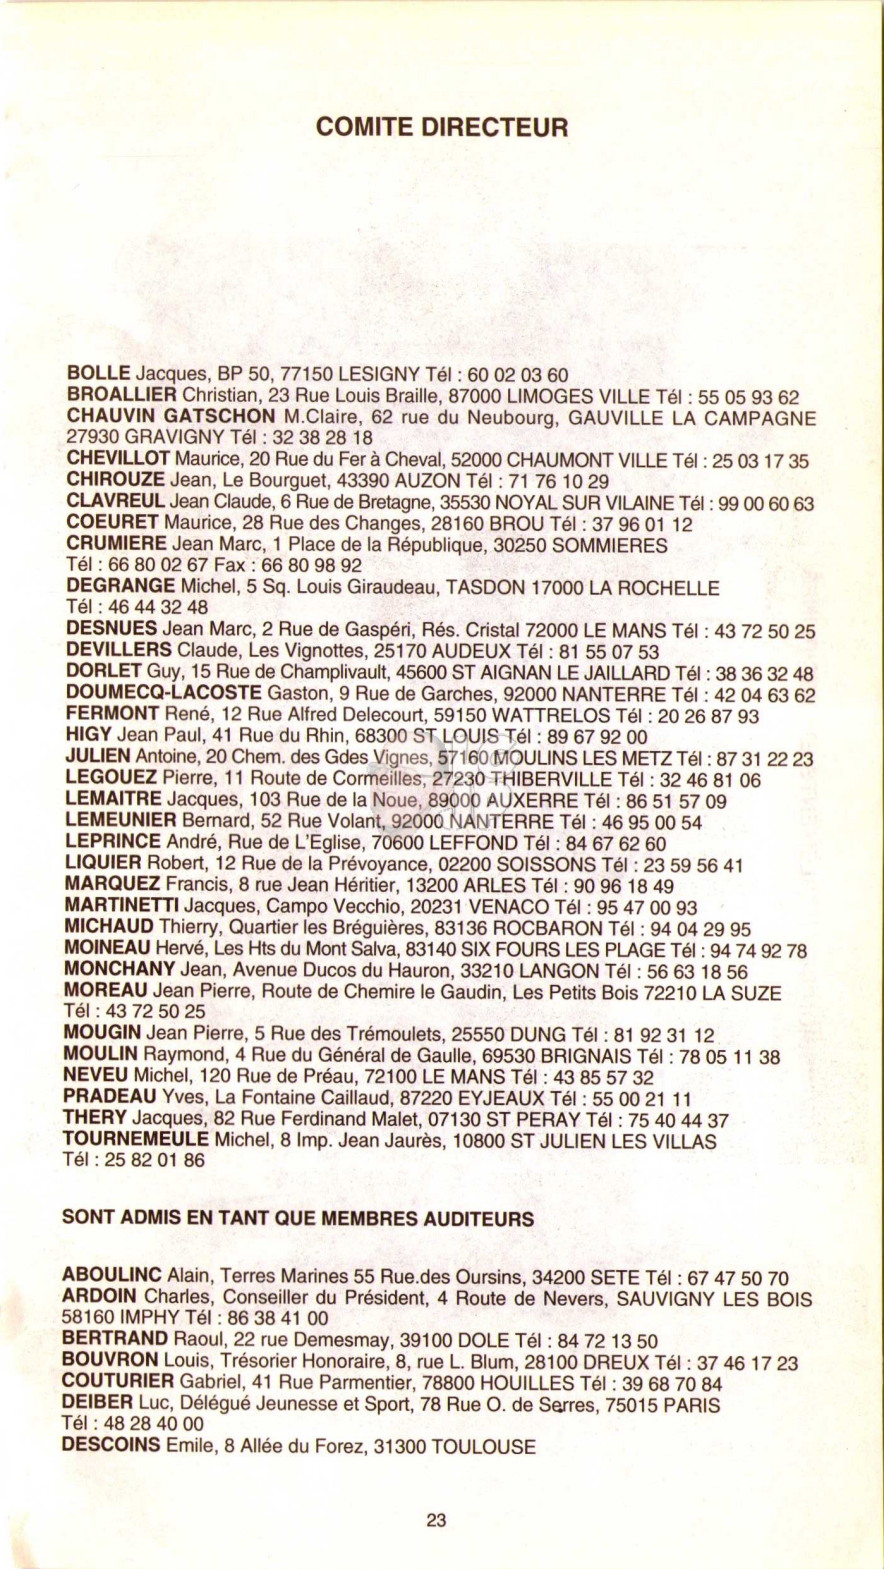 COMITE DIRECTEUR
BOLLE Jacques, BP 50, 77150 LESIGNY Tél : 60 02 03 60
BROALLIER Christian, 23 Rue Louis Braille, 87000 LIMOGES VILLE Tél : 55 05 93 62
CHAUVIN GATSCHON M.Claire, 62 rue du Neubourg, GAUVILLE LA CAMPAGNE
27930 GRAVIGNY Tél : 32 38 28 18
CHEVILLOT Maurice, 20 Rue du Fer à Cheval, 52000 CHAUMONT VILLE Tél : 25 03 17 35
CHIROUZE Jean, Le Bourguet, 43390 AUZON Tél : 71 76 10 29
CLAVREUL Jean Claude, 6 Rue de Bretagne, 35530 NOYAL SUR VILAINE Tél : 99 00 60 63
COEURET Maurice, 28 Rue des Changes, 28160 BROU Tél : 37 96 01 12
CRUMIERE Jean Marc, 1 Place de la République, 30250 SOMMIERES
Tél : 66 80 02 67 Fax : 66 80 98 92
DEGRANGE Michel, 5 Sq. Louis Giraudeau, TASDON 17000 LA ROCHELLE
Tél : 46 44 32 48
DESNUES Jean Marc, 2 Rue de Gaspéri, Rés. Cristal 72000 LE MANS Tél : 43 72 50 25
DEVILLERS Claude, Les Vignottes, 25170 AUDEUX Tél : 81 55 07 53
DORLET Guy, 15 Rue de Champlivault, 45600 ST AIGNAN LE JAILLARD Tél : 38 36 32 48
DOUMECQ-LACOSTE Gaston, 9 Rue de Garches, 92000 NANTERRE Tél : 42 04 63 62
FERMONT René, 12 Rue Alfred Delecourt, 59150 WATTRELOS Tél : 20 26 87 93
HIGY Jean Paul, 41 Rue du Rhin, 68300 ST LOUIS Tél : 89 67 92 00
JULIEN Antoine, 20 Chem. des Gdes Vignes, 57160 MOULINS LES METZ Tél : 87 31 22 23
LEGOUEZ Pierre, 11 Route de Cormeilles, 27230 THIBERVILLE Tél : 32 46 81 06
LEMAITRE Jacques, 103 Rue de la Noue, 89000 AUXERRE Tél : 86 51 57 09
LEMEUNIER Bernard, 52 Rue Volant, 92000 NANTERRE Tél : 46 95 00 54
LEPRINCE André, Rue de L'Eglise, 70600 LEFFOND Tél : 84 67 62 60
LIQUIER Robert, 12 Rue de la Prévoyance, 02200 SOISSONS Tél : 23 59 56 41
MARQUEZ Francis, 8 rue Jean Héritier, 13200 ARLES Tél : 90 96 18 49
MARTINETTI Jacques, Campo Vecchio, 20231 VENACO Tél : 95 47 00 93
MICHAUD Thierry, Quartier les Bréguières, 83136 ROCBARON Tél : 94 04 29 95
MOINEAU Hervé, Les Hts du Mont Salva, 83140 SIX FOURS LES PLAGE Tél : 94 74 92 78
MONCHANY Jean, Avenue Ducos du Hauron, 33210 LANGON Tél : 56 63 18 56
MOREAU Jean Pierre, Route de Chemire le Gaudin, Les Petits Bois 72210 LA SUZE
Tél : 43 72 50 25
MOUGIN Jean Pierre, 5 Rue des Trémoulets, 25550 DUNG Tél : 81 92 31 12
MOULIN Raymond, 4 Rue du Général de Gaulle, 69530 BRIGNAIS Tél : 78 05 11 38
NEVEU Michel, 120 Rue de Préau, 72100 LE MANS Tél : 43 85 57 32
PRADEAU Yves, La Fontaine Caillaud, 87220 EYJEAUX Tél : 55 00 21 11
THERY Jacques, 82 Rue Ferdinand Malet, 07130 ST PERAY Tél : 75 40 44 37
TOURNEMEULE Michel, 8 Imp. Jean Jaurès, 10800 ST JULIEN LES VILLAS
Tél : 25 82 01 86
SONT ADMIS EN TANT QUE MEMBRES AUDITEURS
ABOULINC Alain, Terres Marines 55 Rue.des Oursins, 34200 SETE Tél : 67 47 50 70
ARDOIN Charles, Conseiller du Président, 4 Route de Nevers, SAUVIGNY LES BOIS
58160 IMPHY Tél : 86 38 41 00
BERTRAND Raoul, 22 rue Demesmay, 39100 DOLE Tél : 84 72 13 50
BOUVRON Louis, Trésorier Honoraire, 8, rue L. Blum, 28100 DREUX Tél : 37 46 17 23
COUTURIER Gabriel, 41 Rue Parmentier, 78800 HOUILLES Tél : 39 68 70 84
DEIBER Luc, Délégué Jeunesse et Sport, 78 Rue O. de Serres, 75015 PARIS
Tél : 48 28 40 00
DESCOINS Emile, 8 Allée du Forez, 31300 TOULOUSE
23